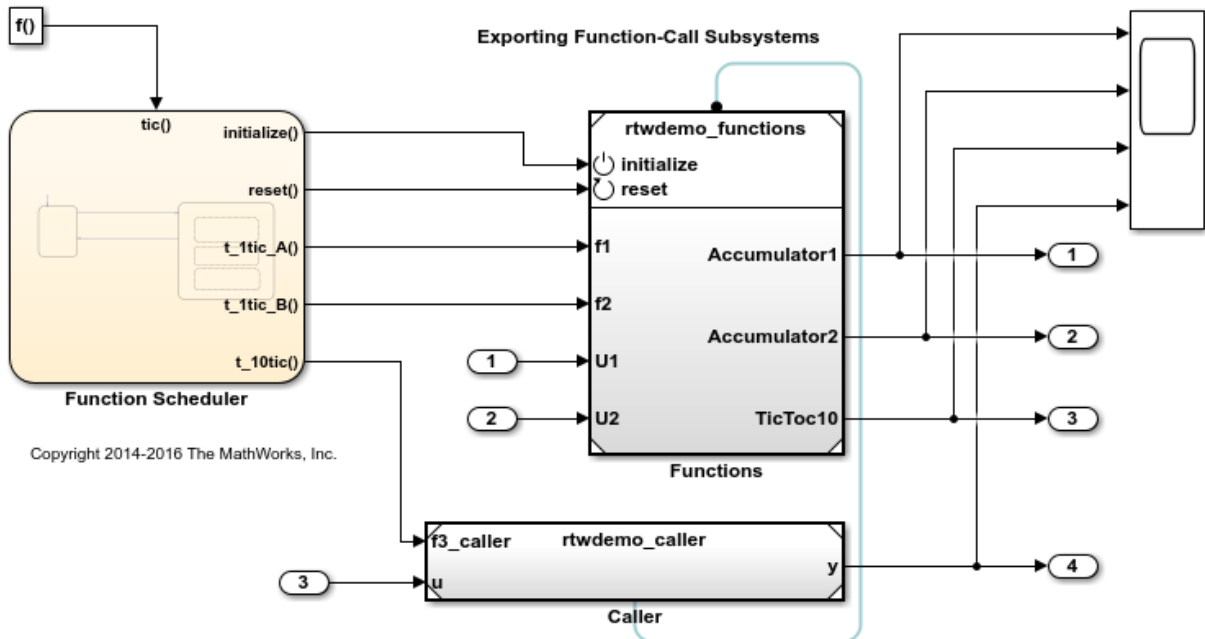 f()
Exporting Function-Call Subsystems
tic()
initialize()
reset()
t_1tic_A()
t_1tic_B()
t_10tic()
Function Scheduler
Copyright 2014-2016 The MathWorks, Inc.
rtwdemo_functions
initialize
reset
f1
f2
1
U1
2
U2
Accumulator1
1
Accumulator2
2
TicToc10
3
Functions
f3_caller
rtwdemo_caller
3
u
y
4
Caller